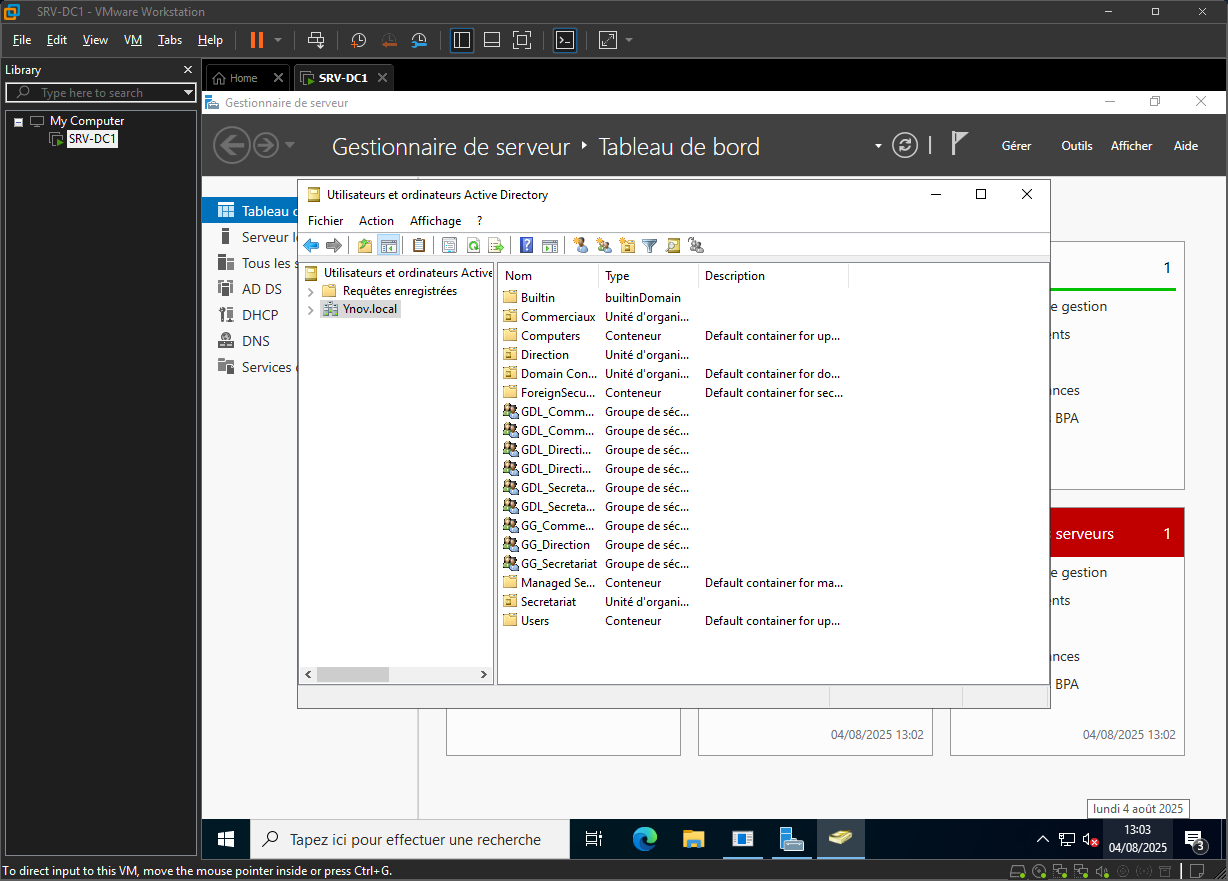 SRV-DC1 - VMware Workstation
File Edit View VM Tabs Help
Library
Type here to search
My Computer
SRV-DC1
Home
SRV-DC1
Gestionnaire de serveur
Gestionnaire de serveur ‣ Tableau de bord
Gérer Outils Afficher Aide
Tableau d
Serveur l
Tous les s
AD DS
DHCP
DNS
Services
Utilisateurs et ordinateurs Active Directory
Fichier Action Affichage ?
Utilisateurs et ordinateurs Active
Requêtes enregistrées
Ynov.local
Nom Type Description
Builtin builtinDomain
Commerciaux Unité d'organi...
Computers Conteneur Default container for up...
Direction Unité d'organi...
Domain Con... Unité d'organi... Default container for do...
ForeignSecu... Conteneur Default container for sec...
GDL_Comm... Groupe de séc...
GDL_Comm... Groupe de séc...
GDL_Directi... Groupe de séc...
GDL_Directi... Groupe de séc...
GDL_Secreta... Groupe de séc...
GDL_Secreta... Groupe de séc...
GG_Comme... Groupe de séc...
GG_Direction Groupe de séc...
GG_Secretariat Groupe de séc...
Managed Se... Conteneur Default container for ma...
Secretariat Unité d'organi...
Users Conteneur Default container for up...
1
e gestion
nts
nces
BPA
serveurs 1
e gestion
nts
nces
BPA
04/08/2025 13:02
04/08/2025 13:02
lundi 4 août 2025
Tapez ici pour effectuer une recherche
13:03
04/08/2025
3
To direct input to this VM, move the mouse pointer inside or press Ctrl+G.